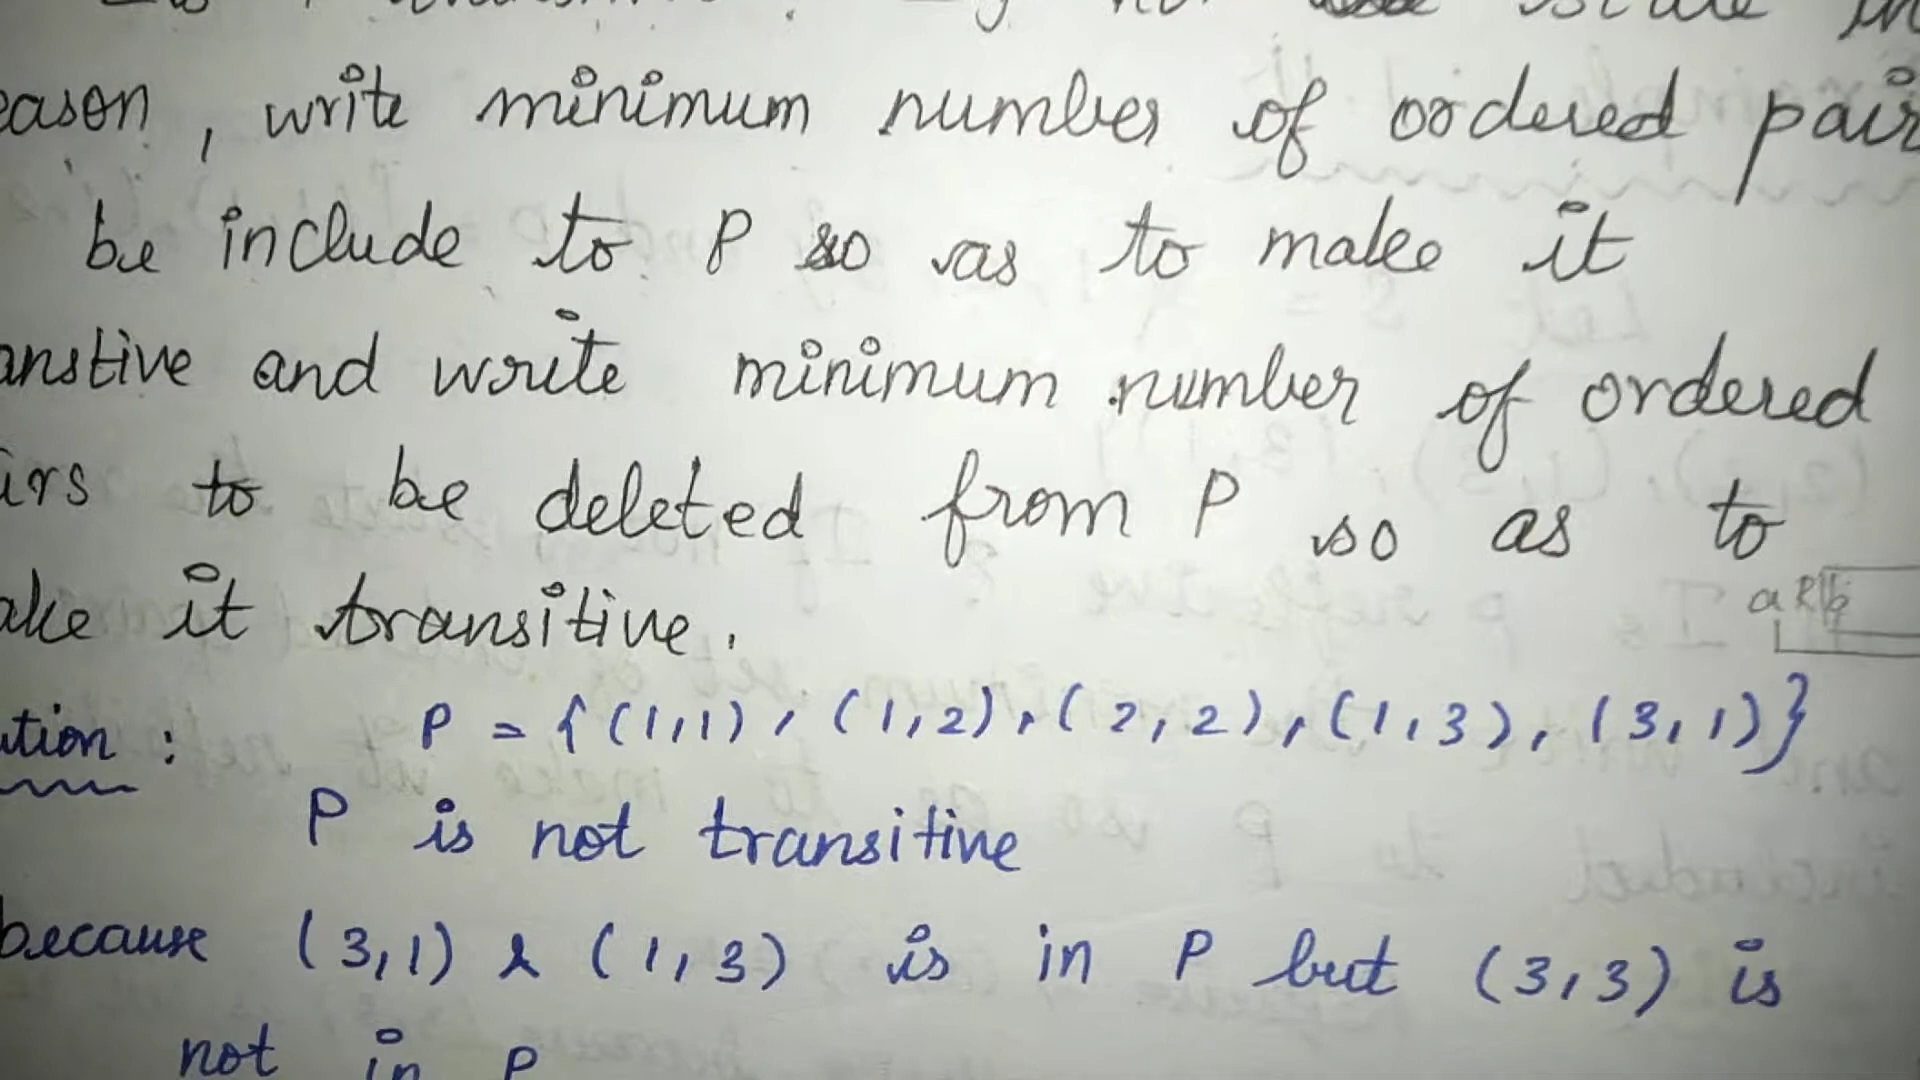 eason, write minimum number of ordered pair
be include to P so as to make it
anstive and write minimum number of ordered
irs to be deleted from P so as to
ake it transitive.
aR
ution : P = {(1,1), (1,2), (2,2), (1,3), (3,1)}
P is not transitive
because (3,1) & (1,3) is in P but (3,3) is
not in P